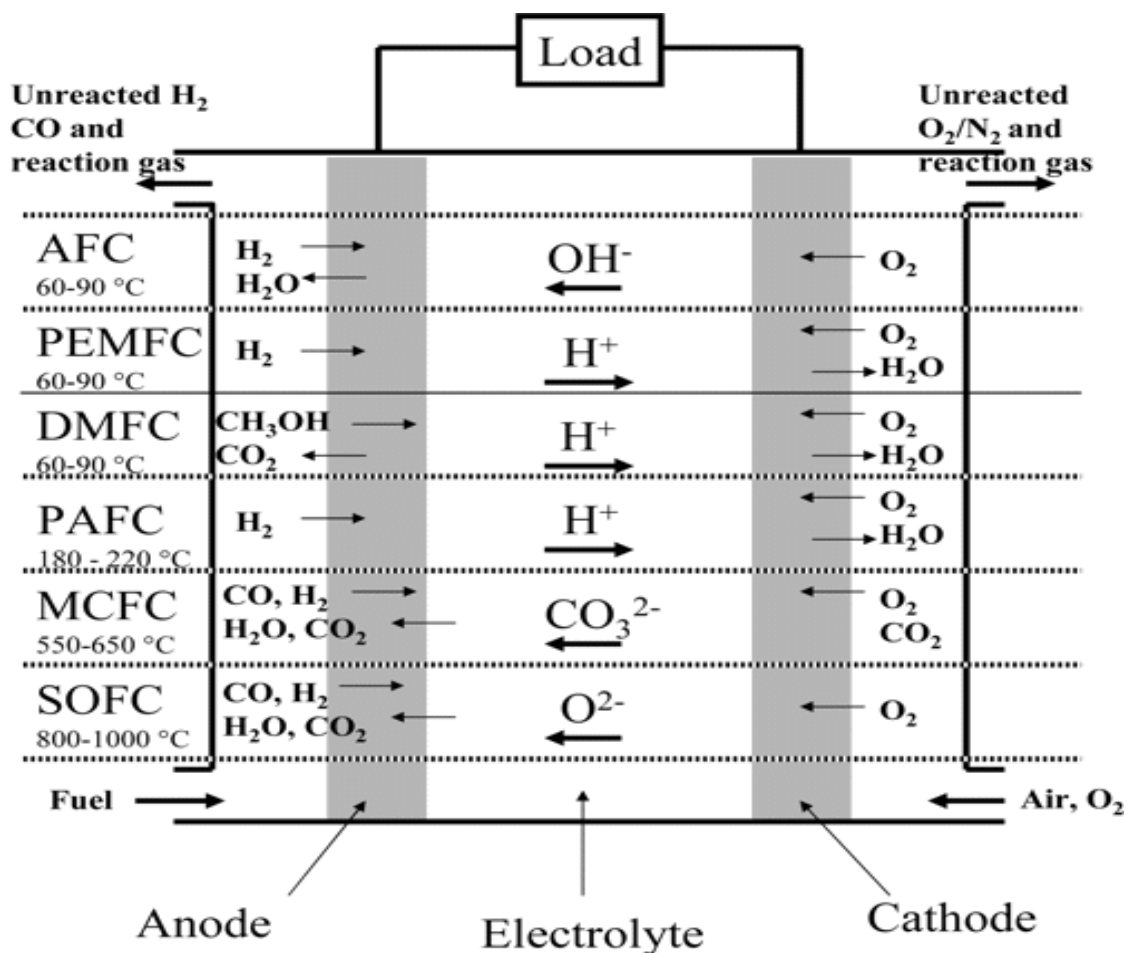 Load
Unreacted H₂
CO and
reaction gas
Unreacted
O₂/N₂ and
reaction gas
AFC
60-90 °C
H₂
H₂O
OH⁻
O₂
PEMFC
60-90 °C
H₂
H⁺
O₂
H₂O
DMFC
60-90 °C
CH₃OH
CO₂
H⁺
O₂
H₂O
PAFC
180 - 220 °C
H₂
H⁺
O₂
H₂O
MCFC
550-650 °C
CO, H₂
H₂O, CO₂
CO₃²⁻
O₂
CO₂
SOFC
800-1000 °C
CO, H₂
H₂O, CO₂
O²⁻
O₂
Fuel
Air, O₂
Anode
Electrolyte
Cathode